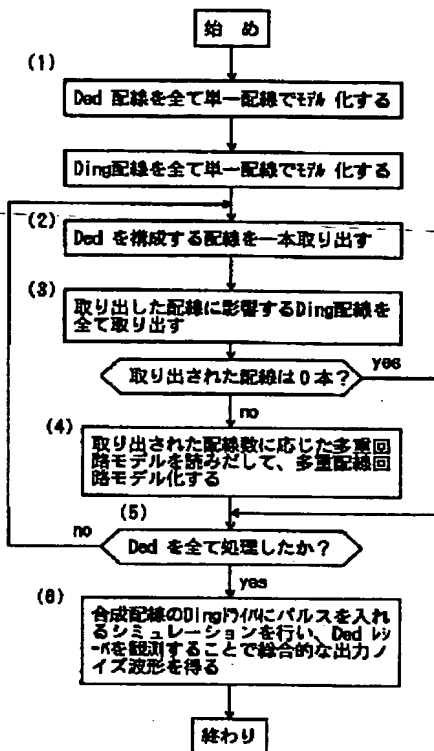 始 め
(1)
Ded 配線を全て単一配線でモデル 化する
Ding配線を全て単一配線でモデル 化する
(2)
Ded を構成する配線を一本取り出す
(3)
取り出した配線に影響するDing配線を
全て取り出す
取り出された配線は0本?
yes
no
(4)
取り出された配線数に応じた多重回
路モデルを読みだして、多重配線回
路モデル化する
(5)
no
Ded を全て処理したか?
yes
(6)
合成配線のDingドライバにパルスを入れ
るシミュレーションを行い、Ded レシ
ーバを観測することで総合的な出力ノ
イズ波形を得る
終わり